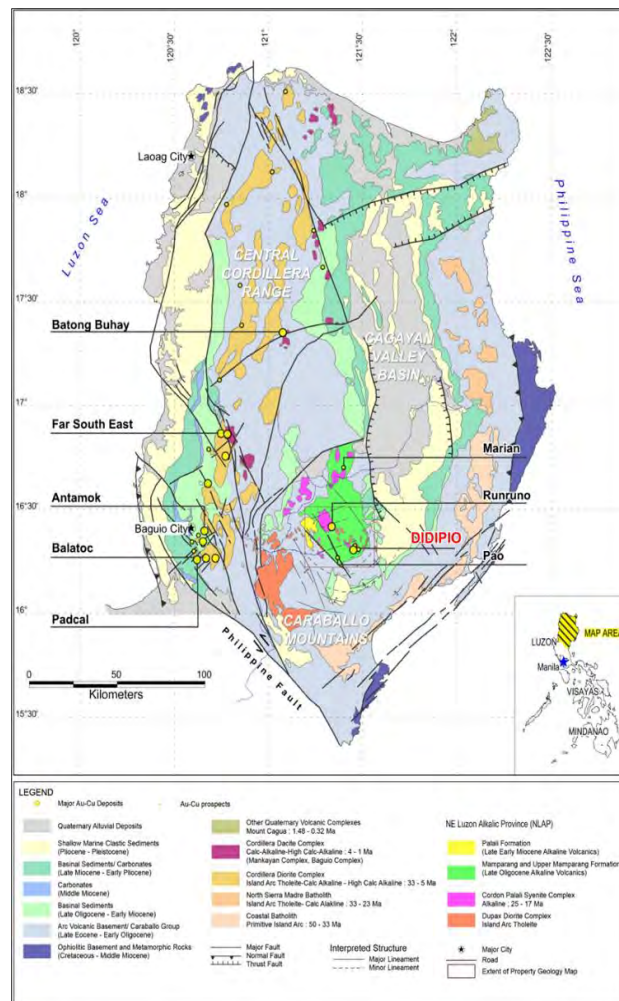 120°
120°30'
121°
121°30'
122°
122°30'
18°30'
Laoag City
18°
Luzon Sea
Philippine Sea
CENTRAL
CORDILLERA
RANGE
17°30'
Batong Buhay
CAGAYAN
VALLEY
BASIN
17°
Far South East
Marian
16°30'
Antamok
Runruno
Baguio City
DIDIPIO
Balatoc
Pao
16°
Padcal
CARABALLO
MOUNTAINS
Philippine Fault
0 50 100
Kilometers
15°30'
LUZON
MAP AREA
Manila
VISAYAS
MINDANAO
LEGEND
Major Au-Cu Deposits
Au-Cu prospects
Quaternary Alluvial Deposits
Shallow Marine Clastic Sediments
(Pliocene - Pleistocene)
Basinal Sediments/ Carbonates
(Late Miocene - Early Pliocene)
Carbonates
(Middle Miocene)
Basinal Sediments
(Late Oligocene - Early Miocene)
Arc Volcanic Basement/ Caraballo Group
(Late Eocene - Early Oligocene)
Ophiolitic Basement and Metamorphic Rocks
(Cretaceous - Middle Miocene)
Other Quaternary Volcanic Complexes
Mount Cagua : 1.48 - 0.32 Ma
Cordillera Dacite Complex
Calc-Alkaline-High Calc-Alkaline : 4 - 1 Ma
(Mankayan Complex, Baguio Complex)
Cordillera Diorite Complex
Island Arc Tholeite-Calc Alkaline - High Calc Alkaline : 33 - 5 Ma
North Sierra Madre Batholith
Island Arc Tholeite- Calc Alakline : 33 - 23 Ma
Coastal Batholith
Primitive Island Arc : 50 - 33 Ma
Major Fault
Normal Fault
Thrust Fault
Interpreted Structure
Major Lineament
Minor Lineament
NE Luzon Alkalic Province (NLAP)
Palali Formation
(Late Early Miocene Alkaline Volcanics)
Mamparang and Upper Mamparang Formation
(Late Oligocene Alkaline Volcanics)
Cordon Palali Syenite Complex
Alkaline : 25 - 17 Ma
Dupax Diorite Complex
Island Arc Tholeite
Major City
Road
Extent of Property Geology Map